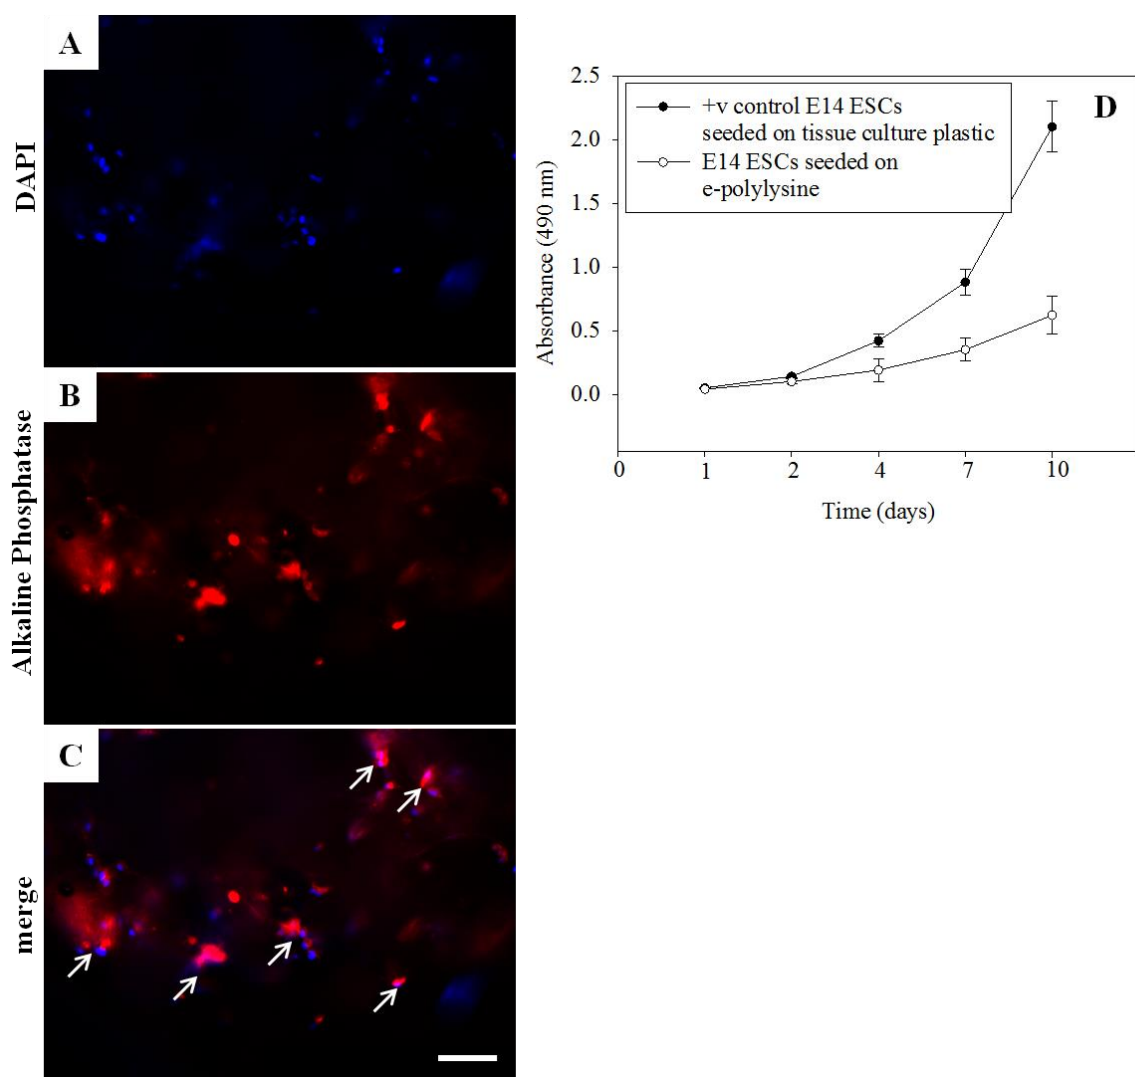 A
DAPI
B
Alkaline Phosphatase
C
merge
D
+v control E14 ESCs
seeded on tissue culture plastic
E14 ESCs seeded on
e-polylysine
Absorbance (490 nm)
2.5
2.0
1.5
1.0
0.5
0.0
0 1 2 4 7 10
Time (days)